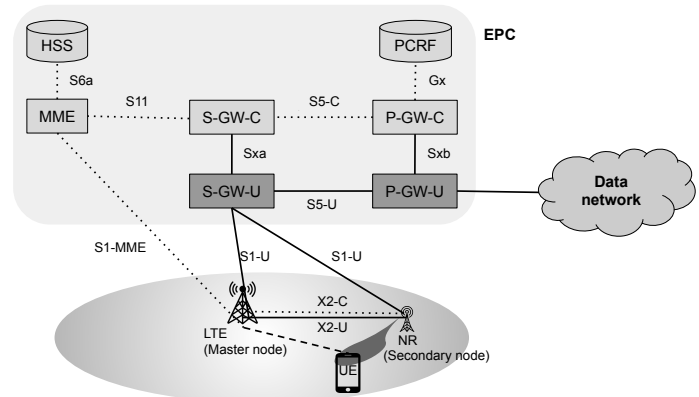 HSS
PCRF
EPC
S6a
Gx
S11
S5-C
MME
S-GW-C
P-GW-C
Sxa
Sxb
S-GW-U
P-GW-U
S5-U
Data
network
S1-MME
S1-U
S1-U
X2-C
X2-U
LTE
(Master node)
NR
(Secondary node)
UE